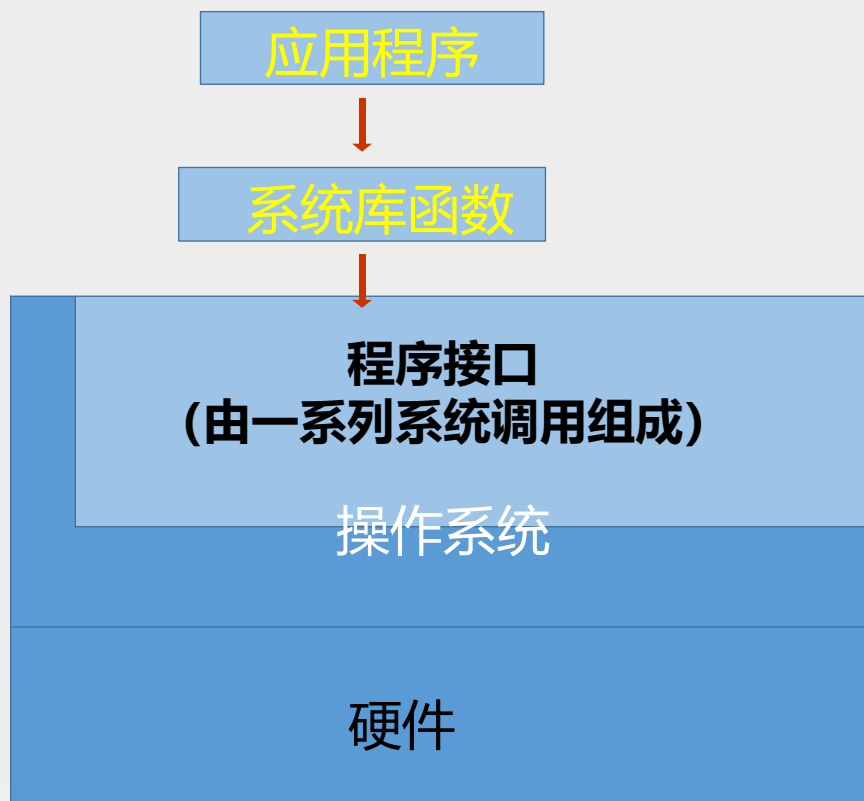 应用程序
系统库函数
程序接口
(由一系列系统调用组成)
操作系统
硬件